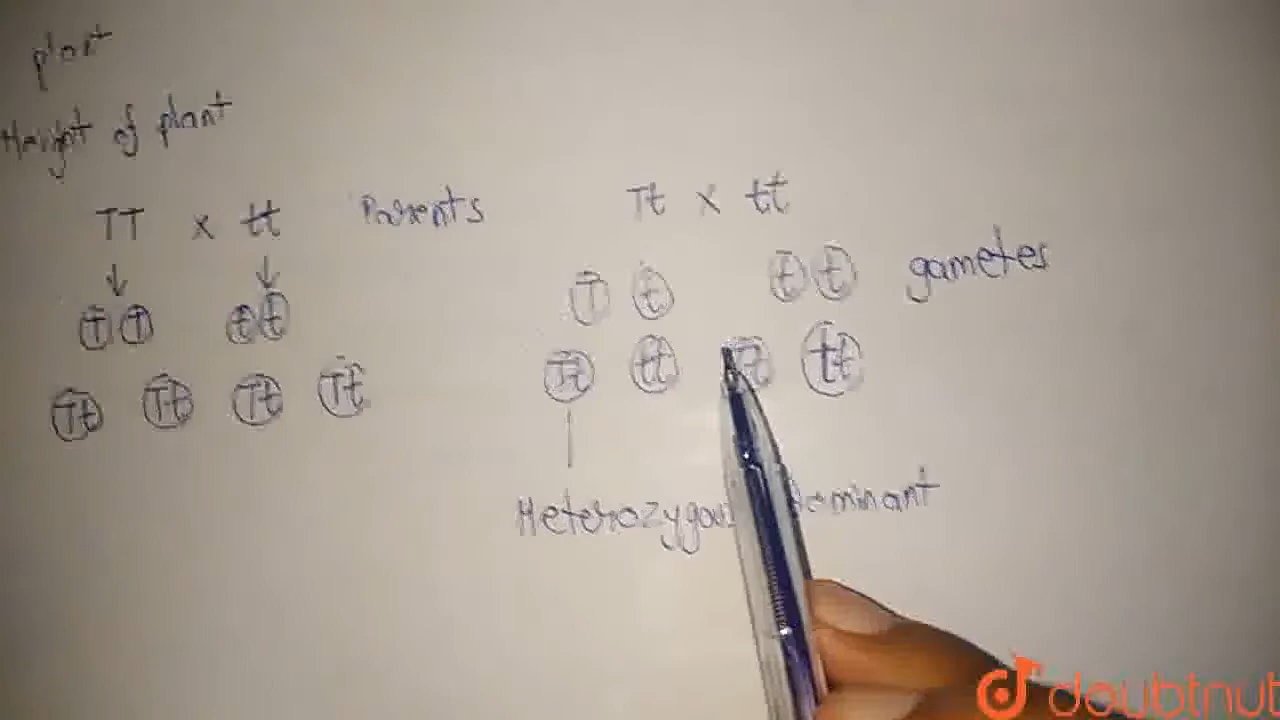 plant
Height of plant
TT x tt Parents
T T t t
Tt Tt Tt Tt
Tt x tt
T t t t gametes
Tt tt Tt tt
Heterozygous Dominant
doubtnut